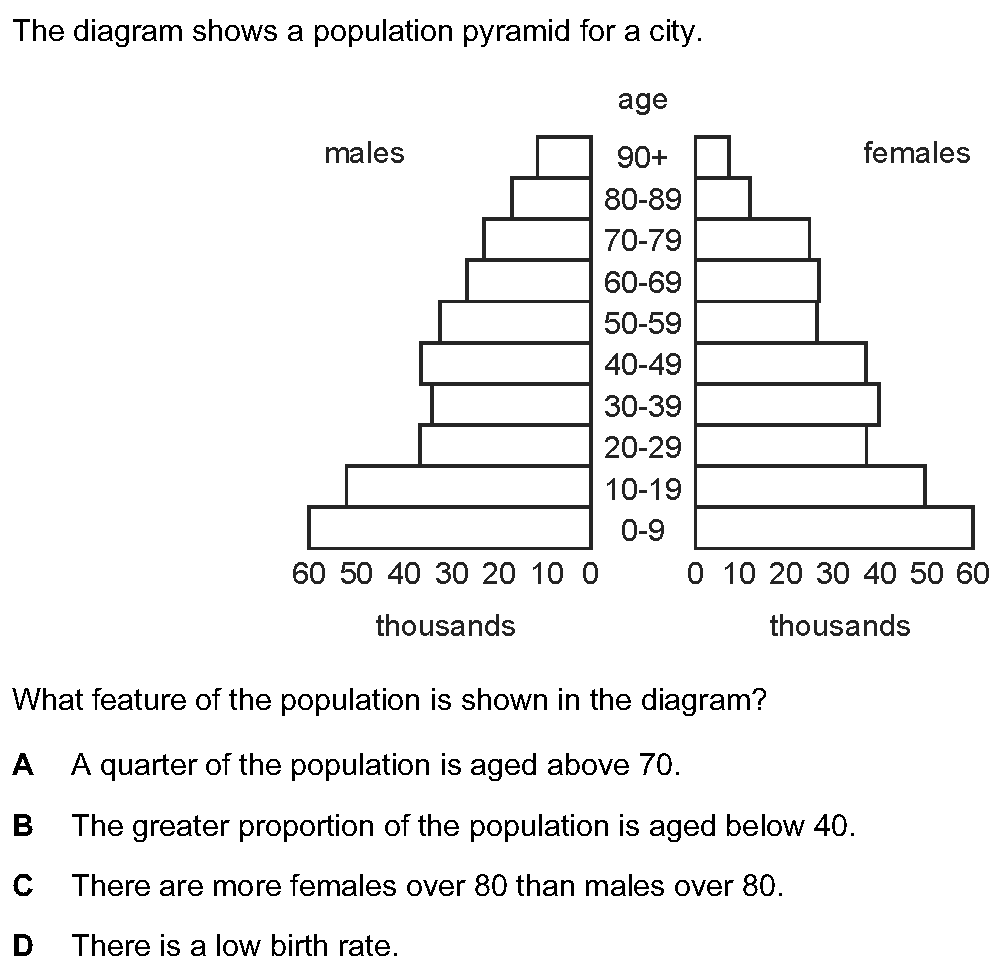 The diagram shows a population pyramid for a city.
age
males 90+ females
80-89
70-79
60-69
50-59
40-49
30-39
20-29
10-19
0-9
60 50 40 30 20 10 0 0 10 20 30 40 50 60
thousands thousands
What feature of the population is shown in the diagram?
A A quarter of the population is aged above 70.
B The greater proportion of the population is aged below 40.
C There are more females over 80 than males over 80.
D There is a low birth rate.